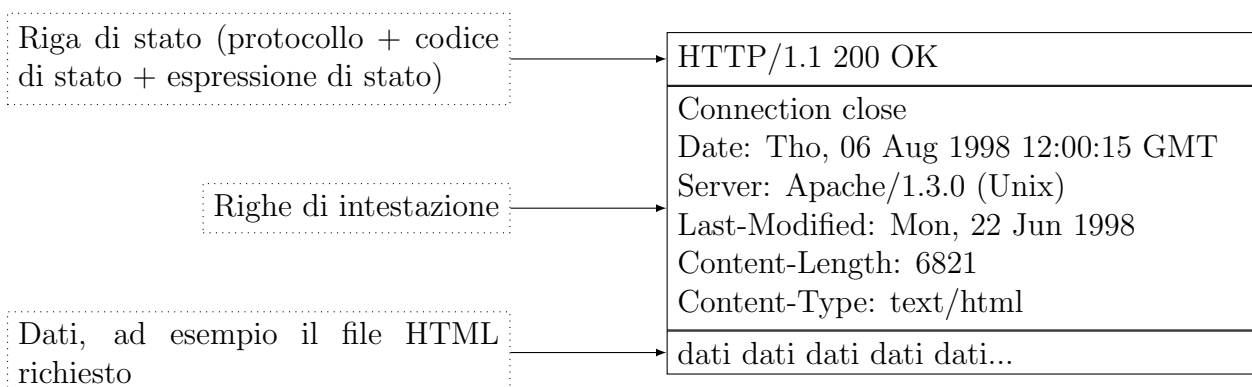 Riga di stato (protocollo + codice
di stato + espressione di stato)
HTTP/1.1 200 OK
Righe di intestazione
Connection close
Date: Tho, 06 Aug 1998 12:00:15 GMT
Server: Apache/1.3.0 (Unix)
Last-Modified: Mon, 22 Jun 1998
Content-Length: 6821
Content-Type: text/html
Dati, ad esempio il file HTML
richiesto
dati dati dati dati dati...